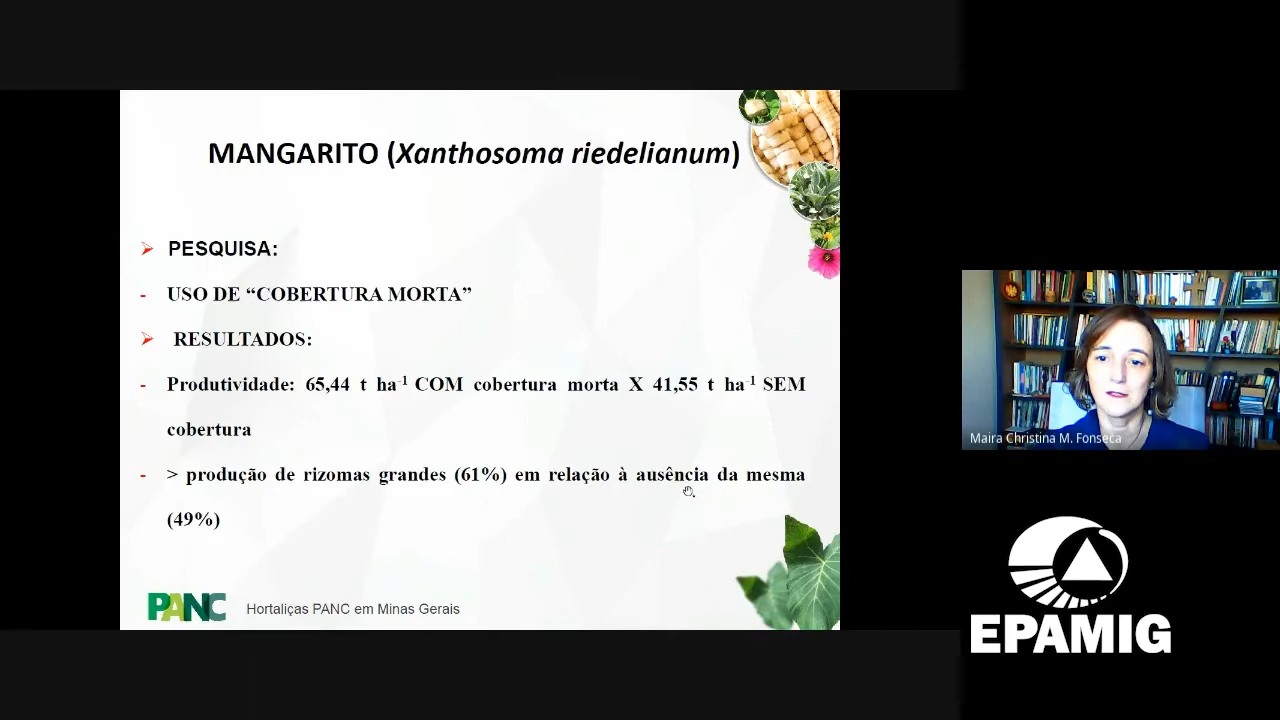 MANGARITO (Xanthosoma riedelianum)
➢ PESQUISA:
- USO DE “COBERTURA MORTA”
➢ RESULTADOS:
- Produtividade: 65,44 t ha⁻¹ COM cobertura morta X 41,55 t ha⁻¹ SEM
cobertura
- > produção de rizomas grandes (61%) em relação à ausência da mesma
(49%)
PANC Hortaliças PANC em Minas Gerais
Maira Christina M. Fonseca
EPAMIG